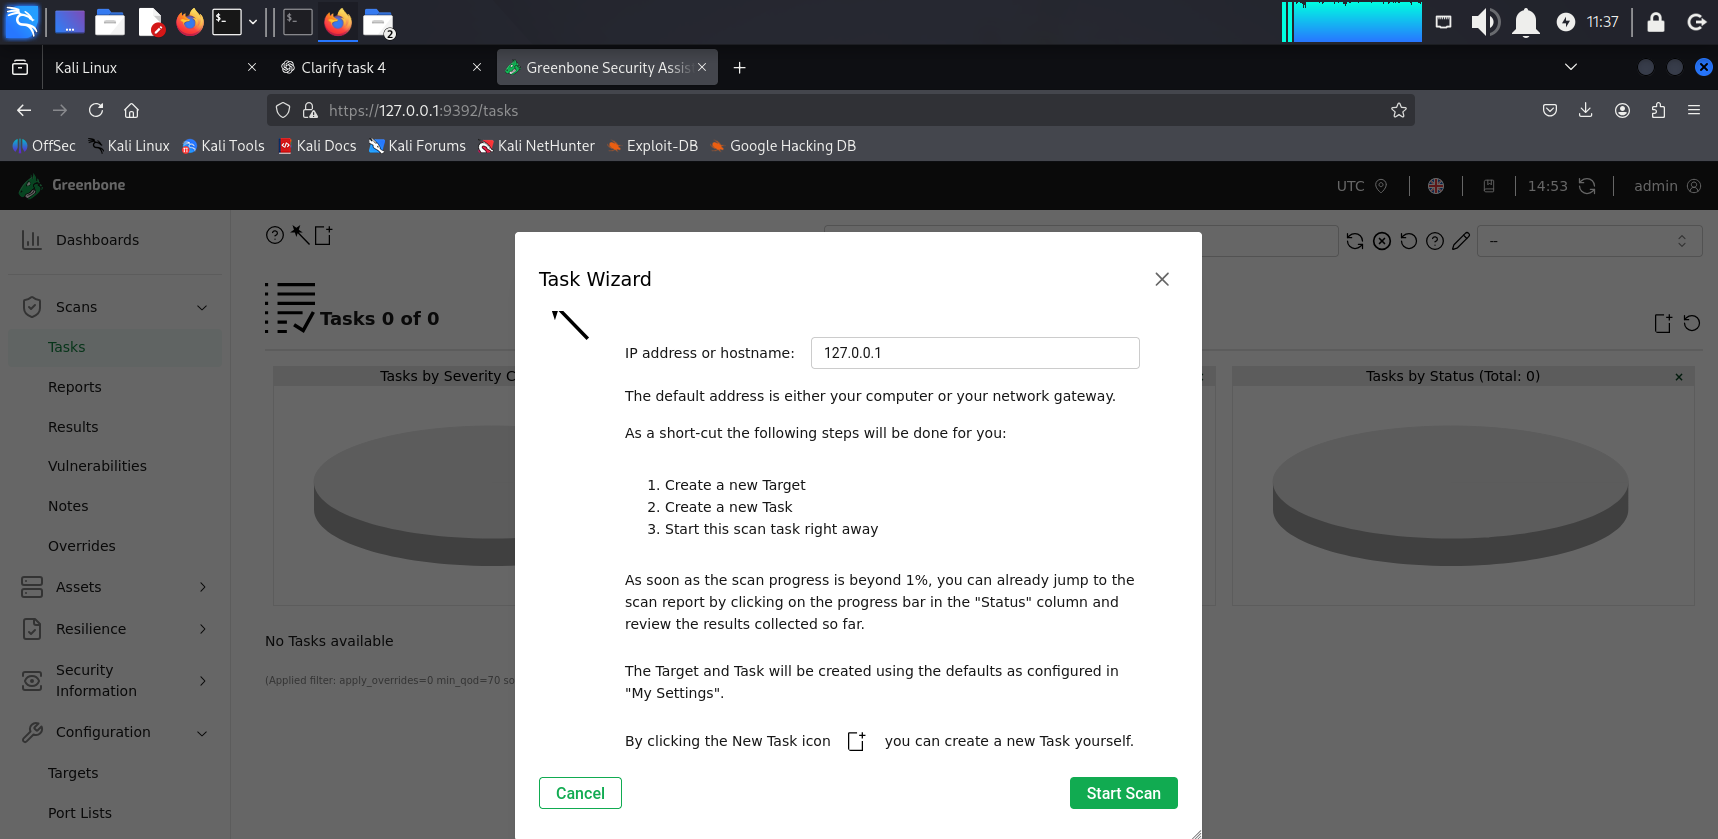 11:37
Kali Linux
Clarify task 4
Greenbone Security Assis
https://127.0.0.1:9392/tasks
OffSec Kali Linux Kali Tools Kali Docs Kali Forums Kali NetHunter Exploit-DB Google Hacking DB
Greenbone
UTC
14:53
admin
Dashboards
Scans
Tasks
Reports
Results
Vulnerabilities
Notes
Overrides
Assets
Resilience
Security
Information
Configuration
Targets
Port Lists
--
Tasks 0 of 0
Tasks by Severity C
Tasks by Status (Total: 0)
No Tasks available
(Applied filter: apply_overrides=0 min_qod=70 so
Task Wizard
IP address or hostname: 127.0.0.1
The default address is either your computer or your network gateway.
As a short-cut the following steps will be done for you:
1. Create a new Target
2. Create a new Task
3. Start this scan task right away
As soon as the scan progress is beyond 1%, you can already jump to the
scan report by clicking on the progress bar in the "Status" column and
review the results collected so far.
The Target and Task will be created using the defaults as configured in
"My Settings".
By clicking the New Task icon you can create a new Task yourself.
Cancel
Start Scan